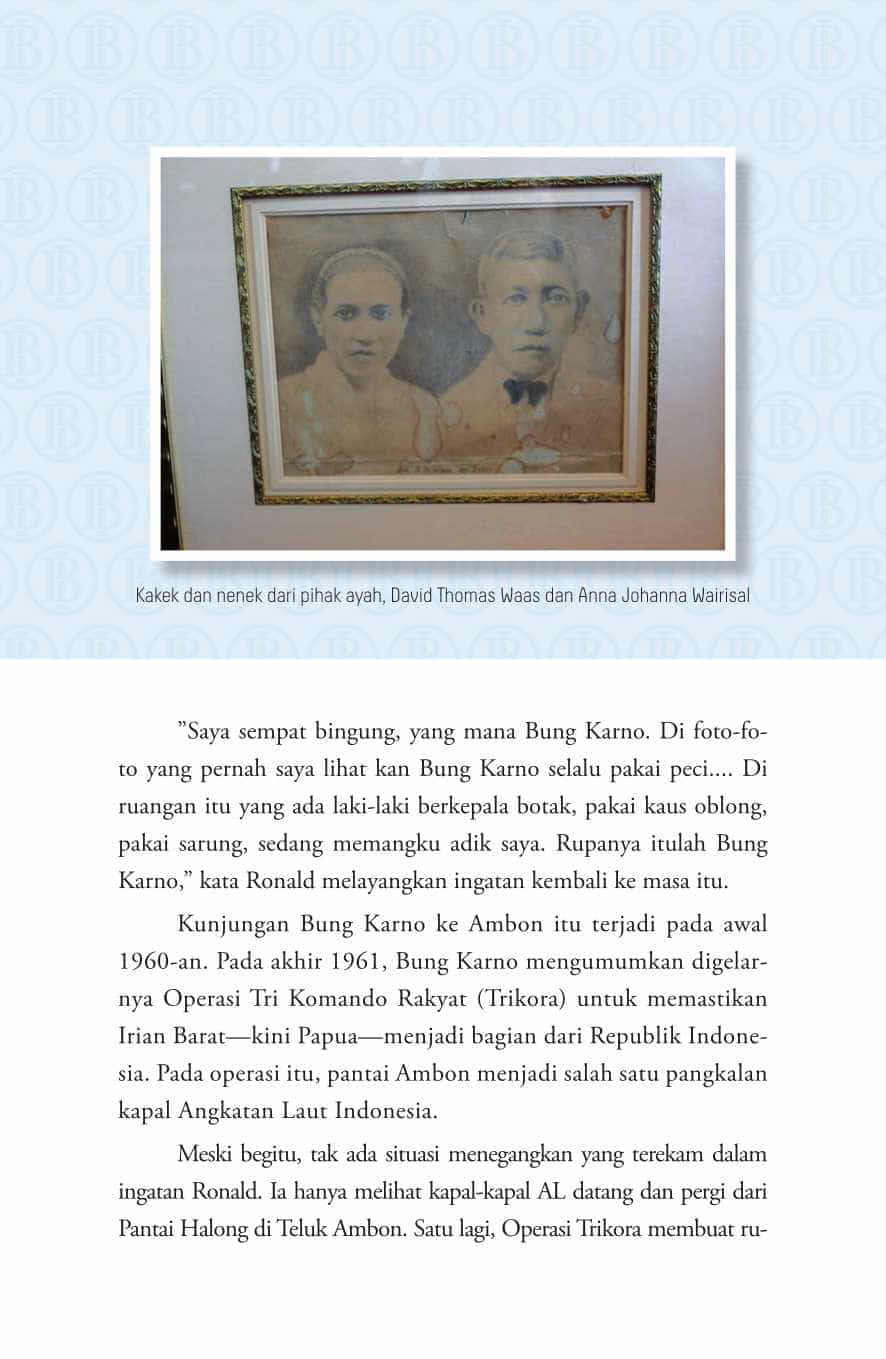 Kakek dan nenek dari pihak ayah, David Thomas Waas dan Anna Johanna Wairisal
”Saya sempat bingung, yang mana Bung Karno. Di foto-fo-
to yang pernah saya lihat kan Bung Karno selalu pakai peci.... Di
ruangan itu yang ada laki-laki berkepala botak, pakai kaus oblong,
pakai sarung, sedang memangku adik saya. Rupanya itulah Bung
Karno,” kata Ronald melayangkan ingatan kembali ke masa itu.
Kunjungan Bung Karno ke Ambon itu terjadi pada awal
1960-an. Pada akhir 1961, Bung Karno mengumumkan digelar-
nya Operasi Tri Komando Rakyat (Trikora) untuk memastikan
Irian Barat—kini Papua—menjadi bagian dari Republik Indone-
sia. Pada operasi itu, pantai Ambon menjadi salah satu pangkalan
kapal Angkatan Laut Indonesia.
Meski begitu, tak ada situasi menegangkan yang terekam dalam
ingatan Ronald. Ia hanya melihat kapal-kapal AL datang dan pergi dari
Pantai Halong di Teluk Ambon. Satu lagi, Operasi Trikora membuat ru-